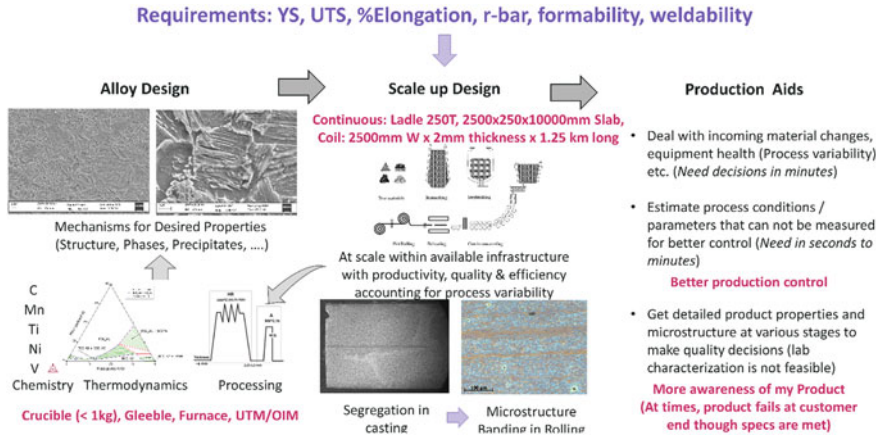 Requirements: YS, UTS, %Elongation, r-bar, formability, weldability
Alloy Design
Mechanisms for Desired Properties
(Structure, Phases, Precipitates, ....)
C
Mn
Ti
Ni
V
Chemistry
Thermodynamics
Processing
Crucible (< 1kg), Gleeble, Furnace, UTM/OIM
Scale up Design
Continuous: Ladle 250T, 2500x250x10000mm Slab,
Coil: 2500mm W x 2mm thickness x 1.25 km long
At scale within available infrastructure
with productivity, quality & efficiency
accounting for process variability
Segregation in
casting
Microstructure
Banding in Rolling
Production Aids
• Deal with incoming material changes,
equipment health (Process variability)
etc. (Need decisions in minutes)
• Estimate process conditions /
parameters that can not be measured
for better control (Need in seconds to
minutes)
Better production control
• Get detailed product properties and
microstructure at various stages to
make quality decisions (lab
characterization is not feasible)
More awareness of my Product
(At times, product fails at customer
end though specs are met)